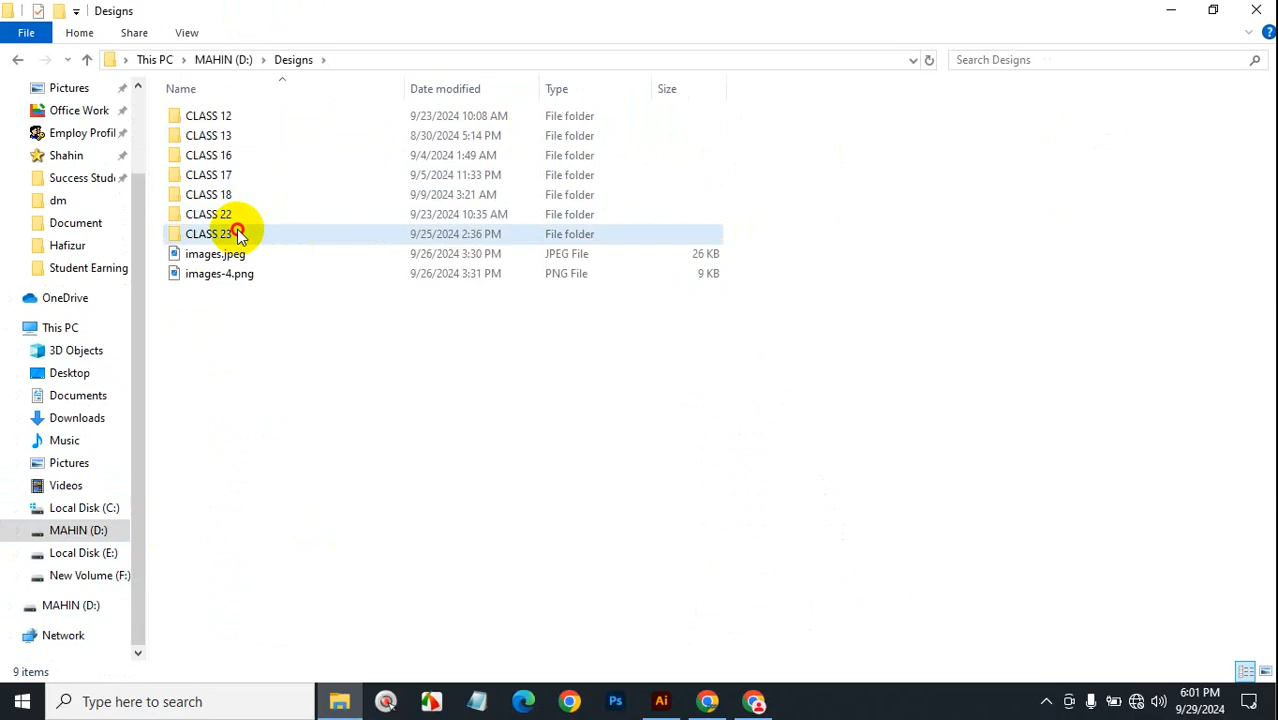 Designs
File Home Share View
This PC MAHIN (D:) Designs Search Designs
Name Date modified Type Size
CLASS 12 9/23/2024 10:08 AM File folder
CLASS 13 8/30/2024 5:14 PM File folder
CLASS 16 9/4/2024 1:49 AM File folder
CLASS 17 9/5/2024 11:33 PM File folder
CLASS 18 9/9/2024 3:21 AM File folder
CLASS 22 9/23/2024 10:35 AM File folder
CLASS 23 9/25/2024 2:36 PM File folder
images.jpeg 9/26/2024 3:30 PM JPEG File 26 KB
images-4.png 9/26/2024 3:31 PM PNG File 9 KB
Pictures
Office Work
Employ Profil
Shahin
Success Stud
dm
Document
Hafizur
Student Earning
OneDrive
This PC
3D Objects
Desktop
Documents
Downloads
Music
Pictures
Videos
Local Disk (C:)
MAHIN (D:)
Local Disk (E:)
New Volume (F:)
MAHIN (D:)
Network
9 items
Type here to search Ps Ai 6:01 PM
9/29/2024